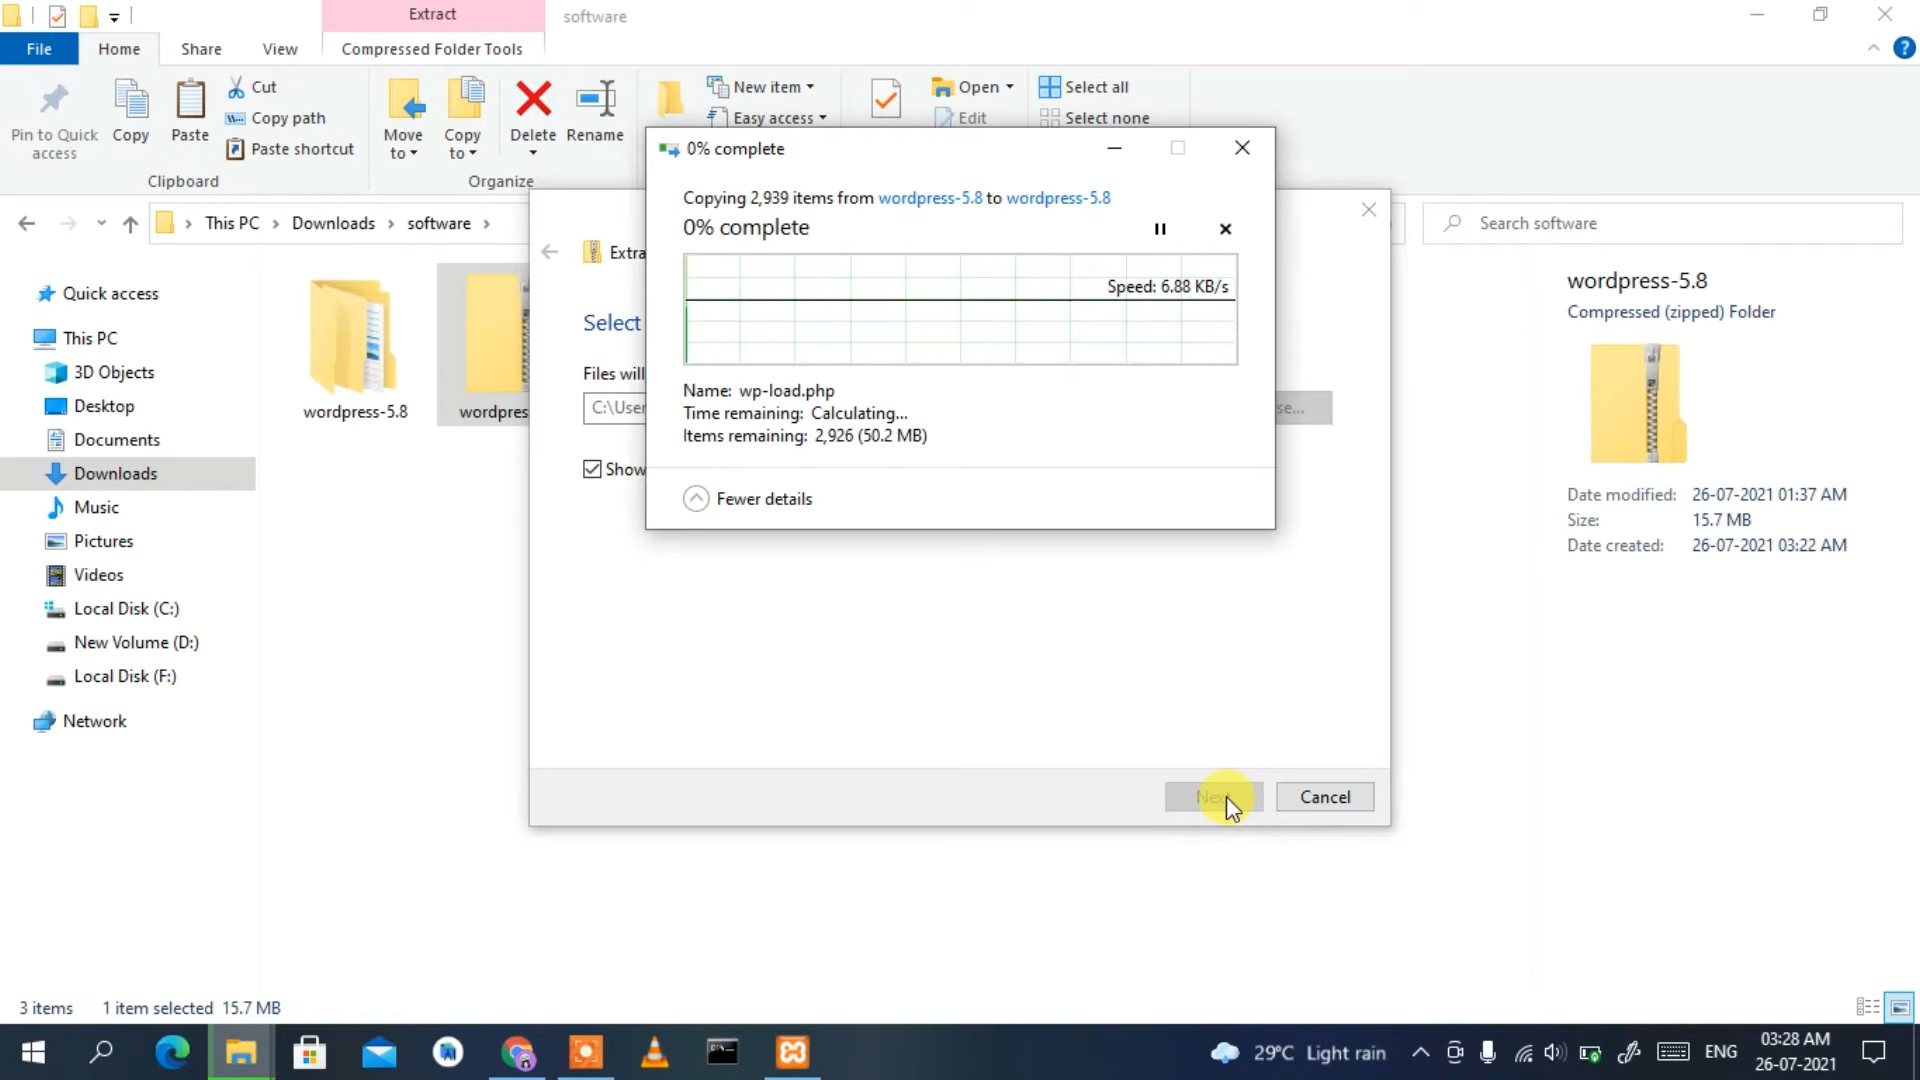 Extract
software
File
Home
Share
View
Compressed Folder Tools
Pin to Quick access
Copy
Paste
Cut
Copy path
Paste shortcut
Clipboard
Move to
Copy to
Delete
Rename
Organize
New item
Easy access
Open
Edit
Select all
Select none
This PC
Downloads
software
Search software
Quick access
This PC
3D Objects
Desktop
Documents
Downloads
Music
Pictures
Videos
Local Disk (C:)
New Volume (D:)
Local Disk (F:)
Network
wordpress-5.8
wordpres
Extra
Select
Files will
C:\User
se...
Show
Next
Cancel
0% complete
Copying 2,939 items from wordpress-5.8 to wordpress-5.8
0% complete
Speed: 6.88 KB/s
Name: wp-load.php
Time remaining: Calculating...
Items remaining: 2,926 (50.2 MB)
Fewer details
wordpress-5.8
Compressed (zipped) Folder
Date modified: 26-07-2021 01:37 AM
Size: 15.7 MB
Date created: 26-07-2021 03:22 AM
3 items
1 item selected 15.7 MB
29°C Light rain
ENG
03:28 AM
26-07-2021